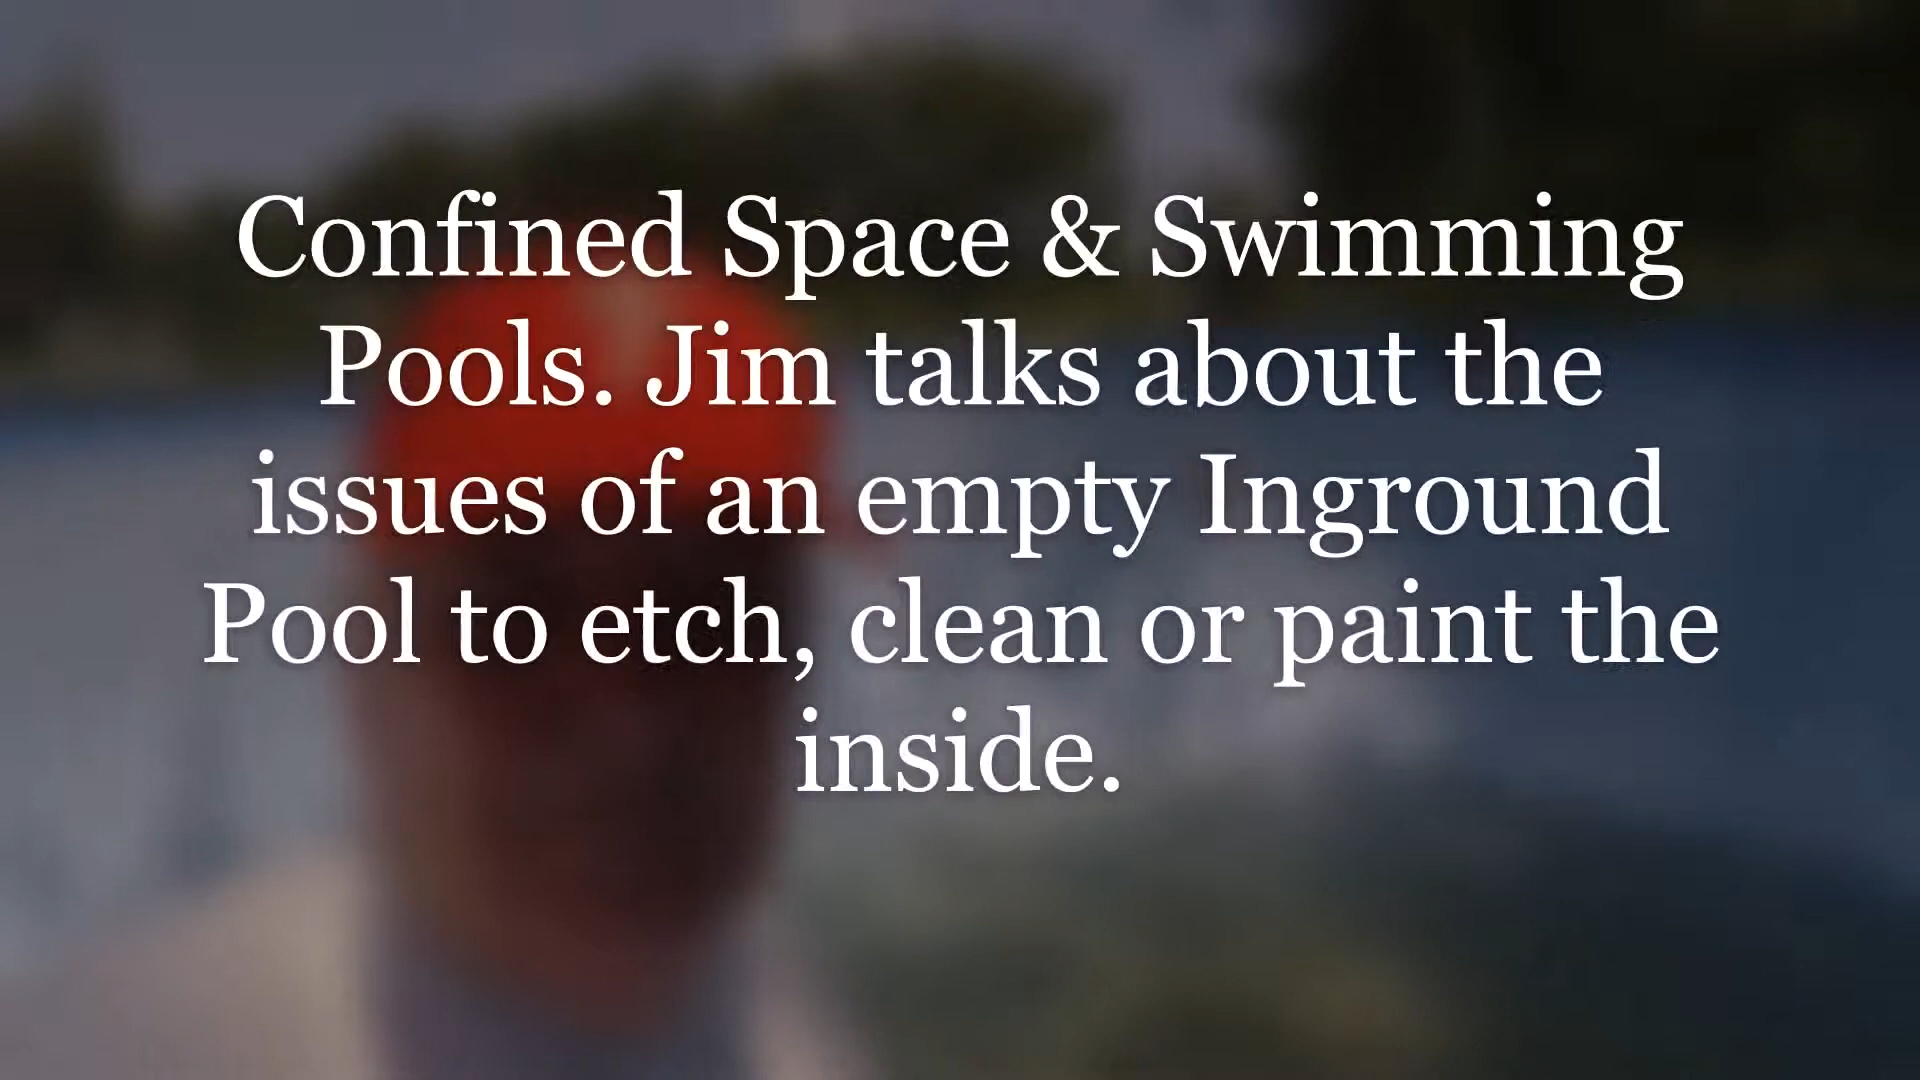 Confined Space & Swimming
Pools. Jim talks about the
issues of an empty Inground
Pool to etch, clean or paint the
inside.